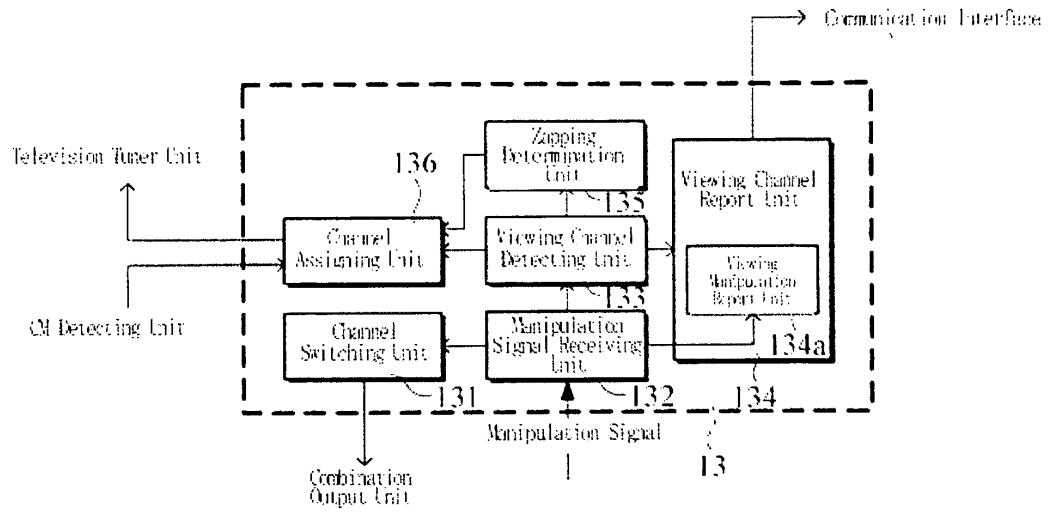 Communication Interface
Television Tuner Unit
136
Zapping
Determination
Unit
135
Viewing Channel
Report Unit
Channel
Assigning Unit
Viewing Channel
Detecting Unit
133
Viewing
Manipulation
Report Unit
134a
CM Detecting Unit
Channel
Switching Unit
131
Manipulation
Signal Receiving
Unit
132
134
Manipulation Signal
13
Combination
Output Unit